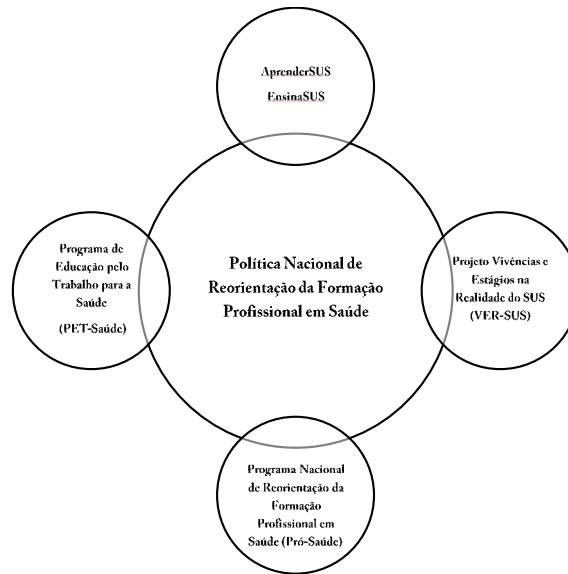 AprenderSUS
EnsinaSUS
Programa de
Educação pelo
Trabalho para a
Saúde
(PET-Saúde)
Política Nacional de
Reorientação da Formação
Profissional em Saúde
Projeto Vivências e
Estágios na
Realidade do SUS
(VER-SUS)
Programa Nacional
de Reorientação da
Formação
Profissional em
Saúde (Pró-Saúde)